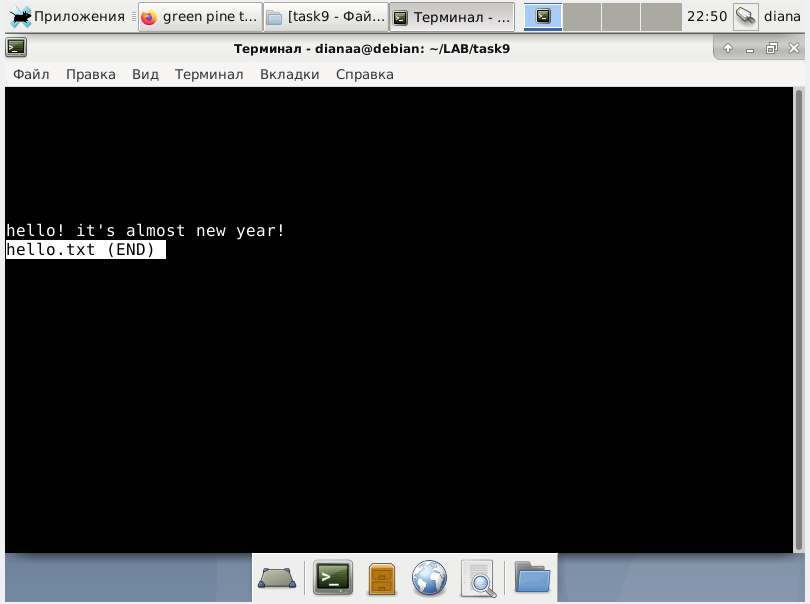 Приложения
green pine t...
[task9 - Фай...
Терминал - ...
22:50
diana
Терминал - dianaa@debian: ~/LAB/task9
Файл Правка Вид Терминал Вкладки Справка
hello! it's almost new year!
hello.txt (END)